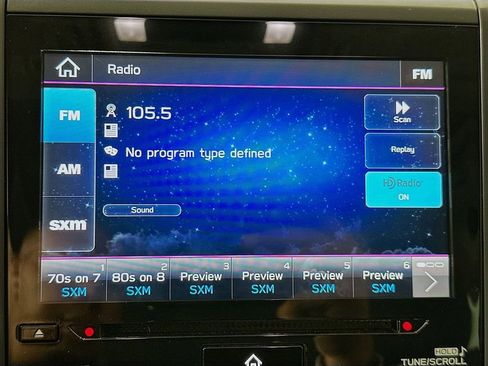 Radio
FM
FM
105.5
Scan
No program type defined
Replay
AM
HD Radio
ON
Sound
sxm
1
70s on 7
SXM
2
80s on 8
SXM
3
Preview
SXM
4
Preview
SXM
5
Preview
SXM
6
Preview
SXM
HOLD
TUNE/SCROLL